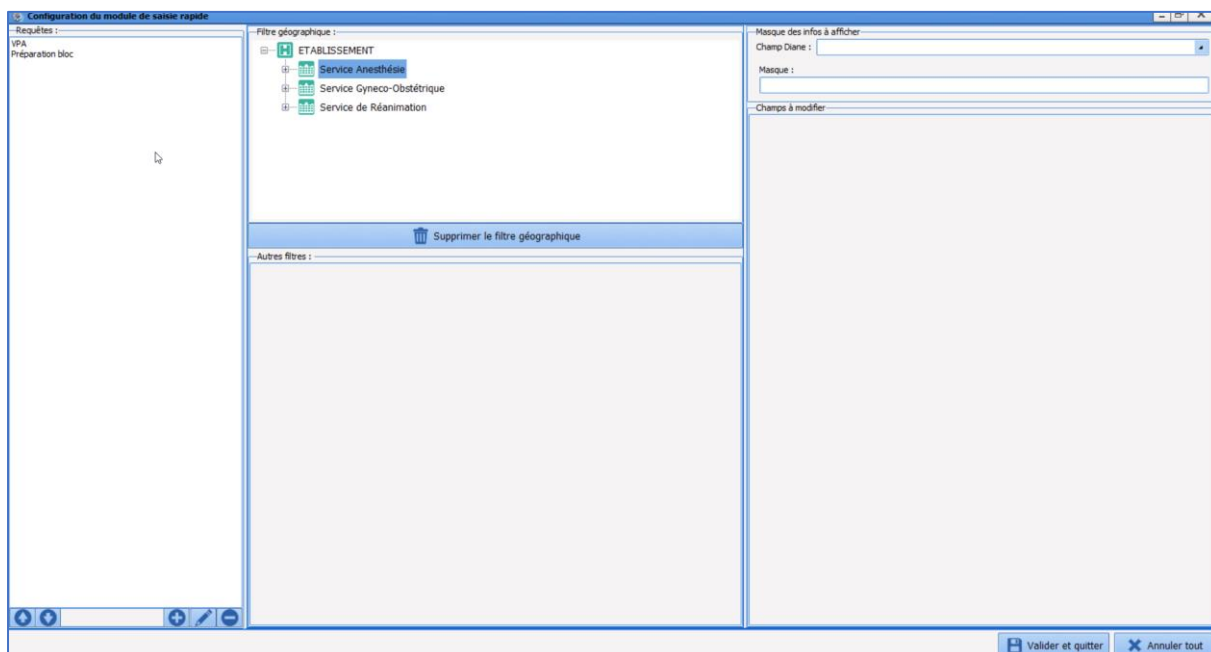 Configuration du module de saisie rapide
Requêtes :
VPA
Préparation bloc
Filtre géographique :
ETABLISSEMENT
Service Anesthésie
Service Gyneco-Obstétrique
Service de Réanimation
Supprimer le filtre géographique
Autres filtres :
Masque des infos à afficher
Champ Diane :
Masque :
Champs à modifier
Valider et quitter
Annuler tout